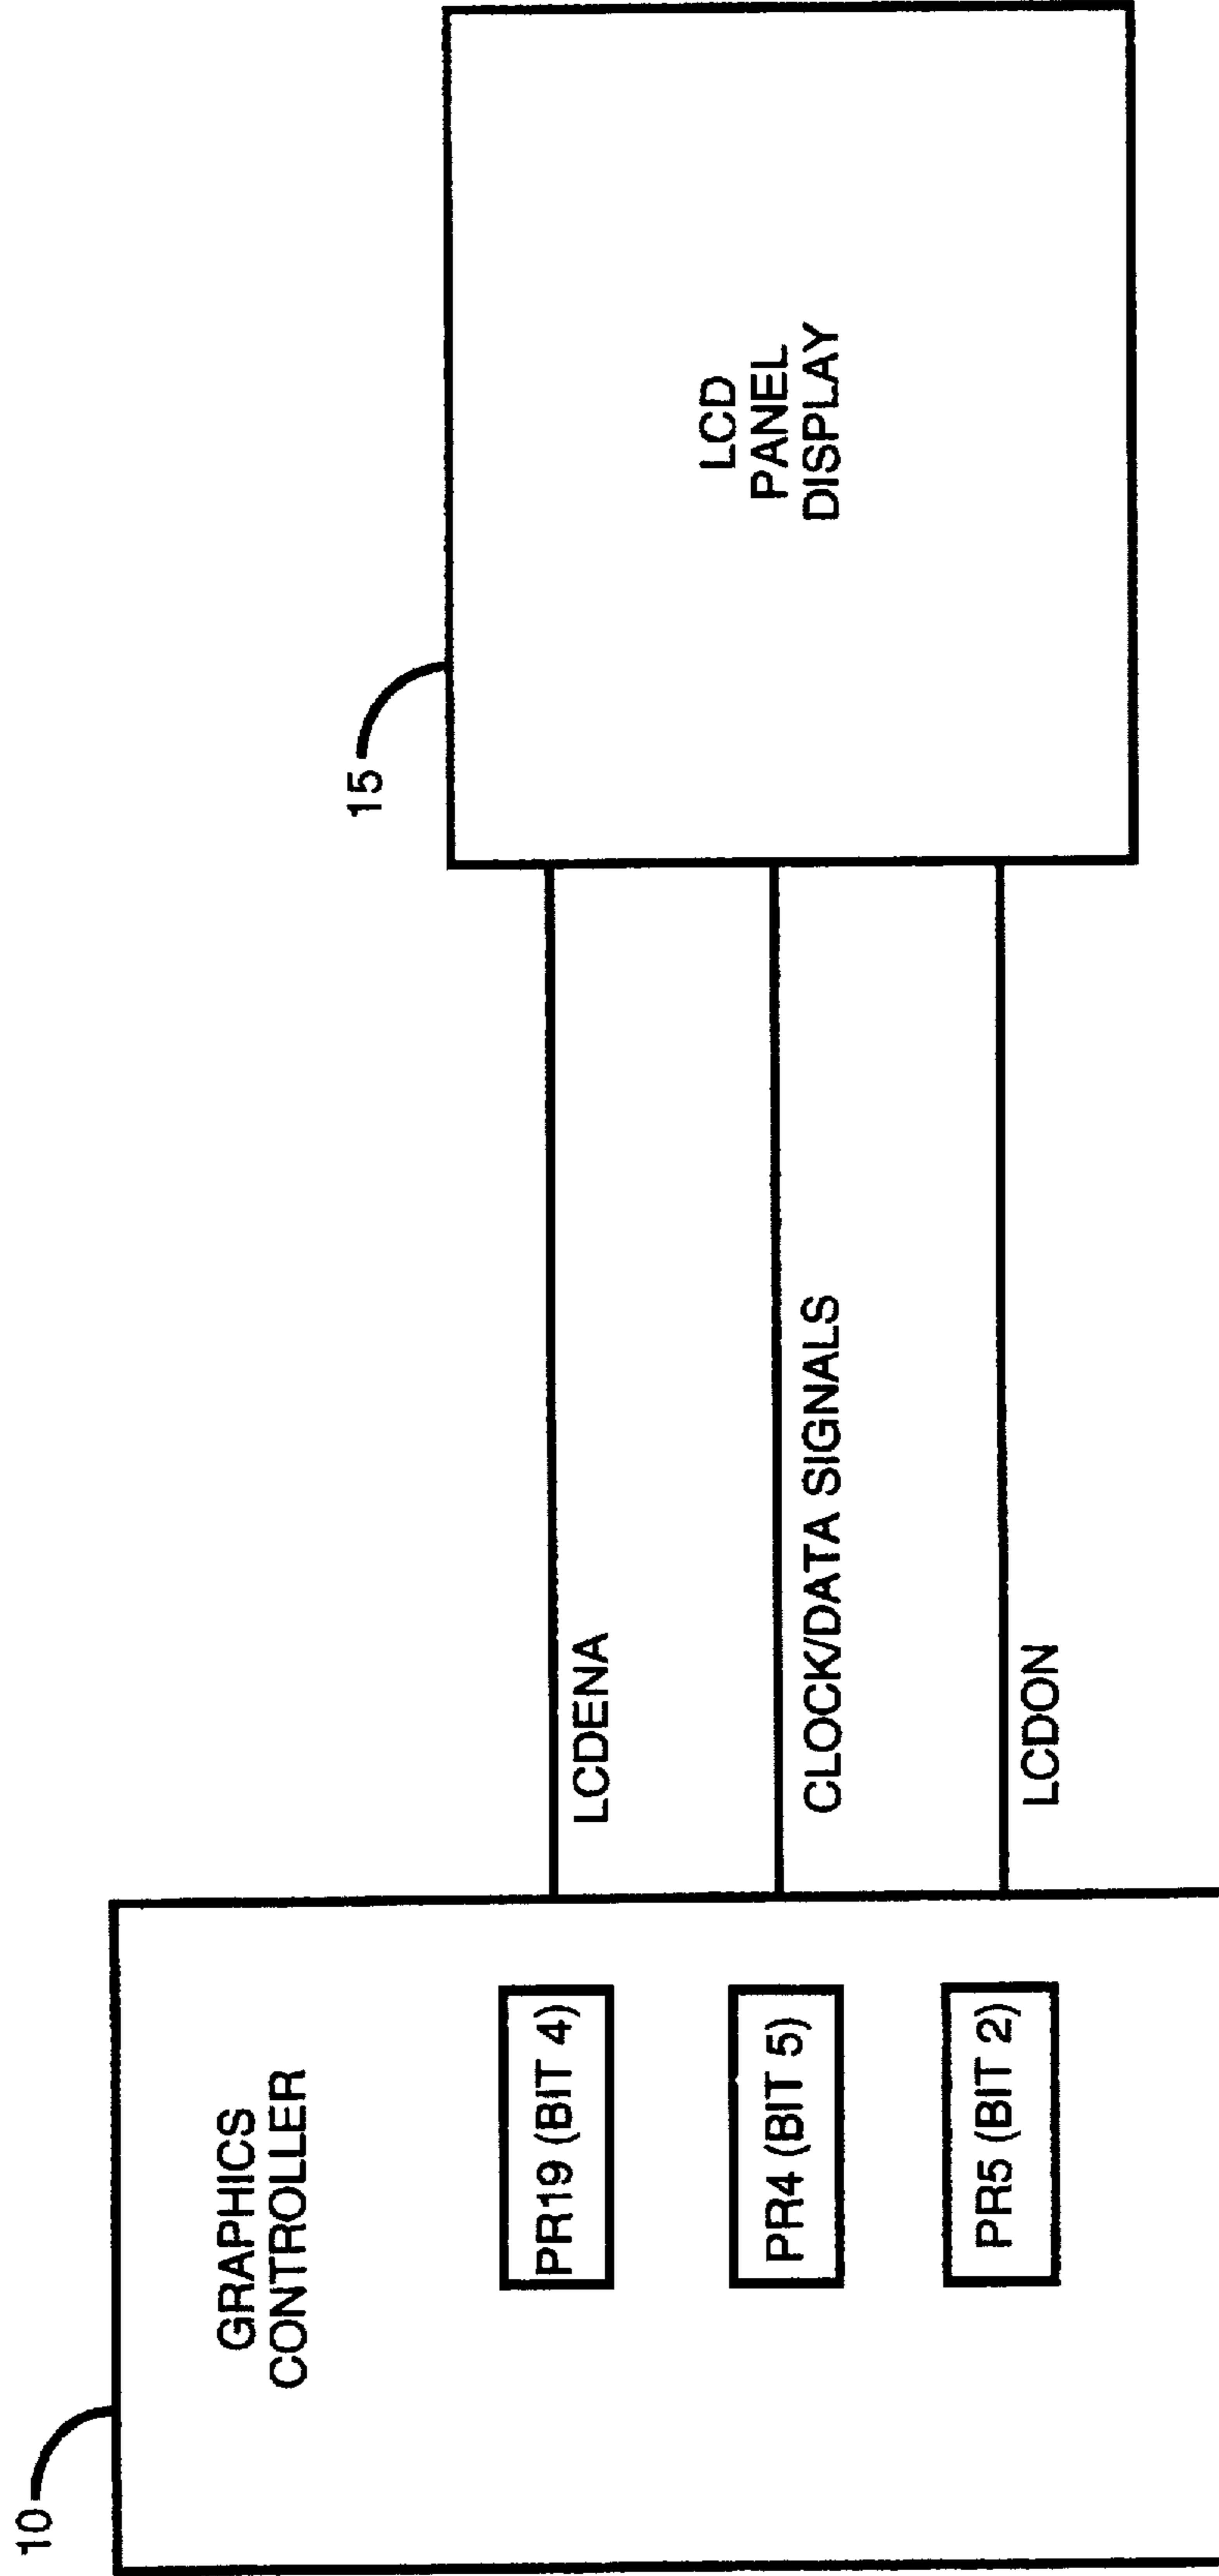 10
GRAPHICS
CONTROLLER
PR19 (BIT 4)
PR4 (BIT 5)
PR5 (BIT 2)
LCDENA
CLOCK/DATA SIGNALS
LCDON
15
LCD
PANEL
DISPLAY